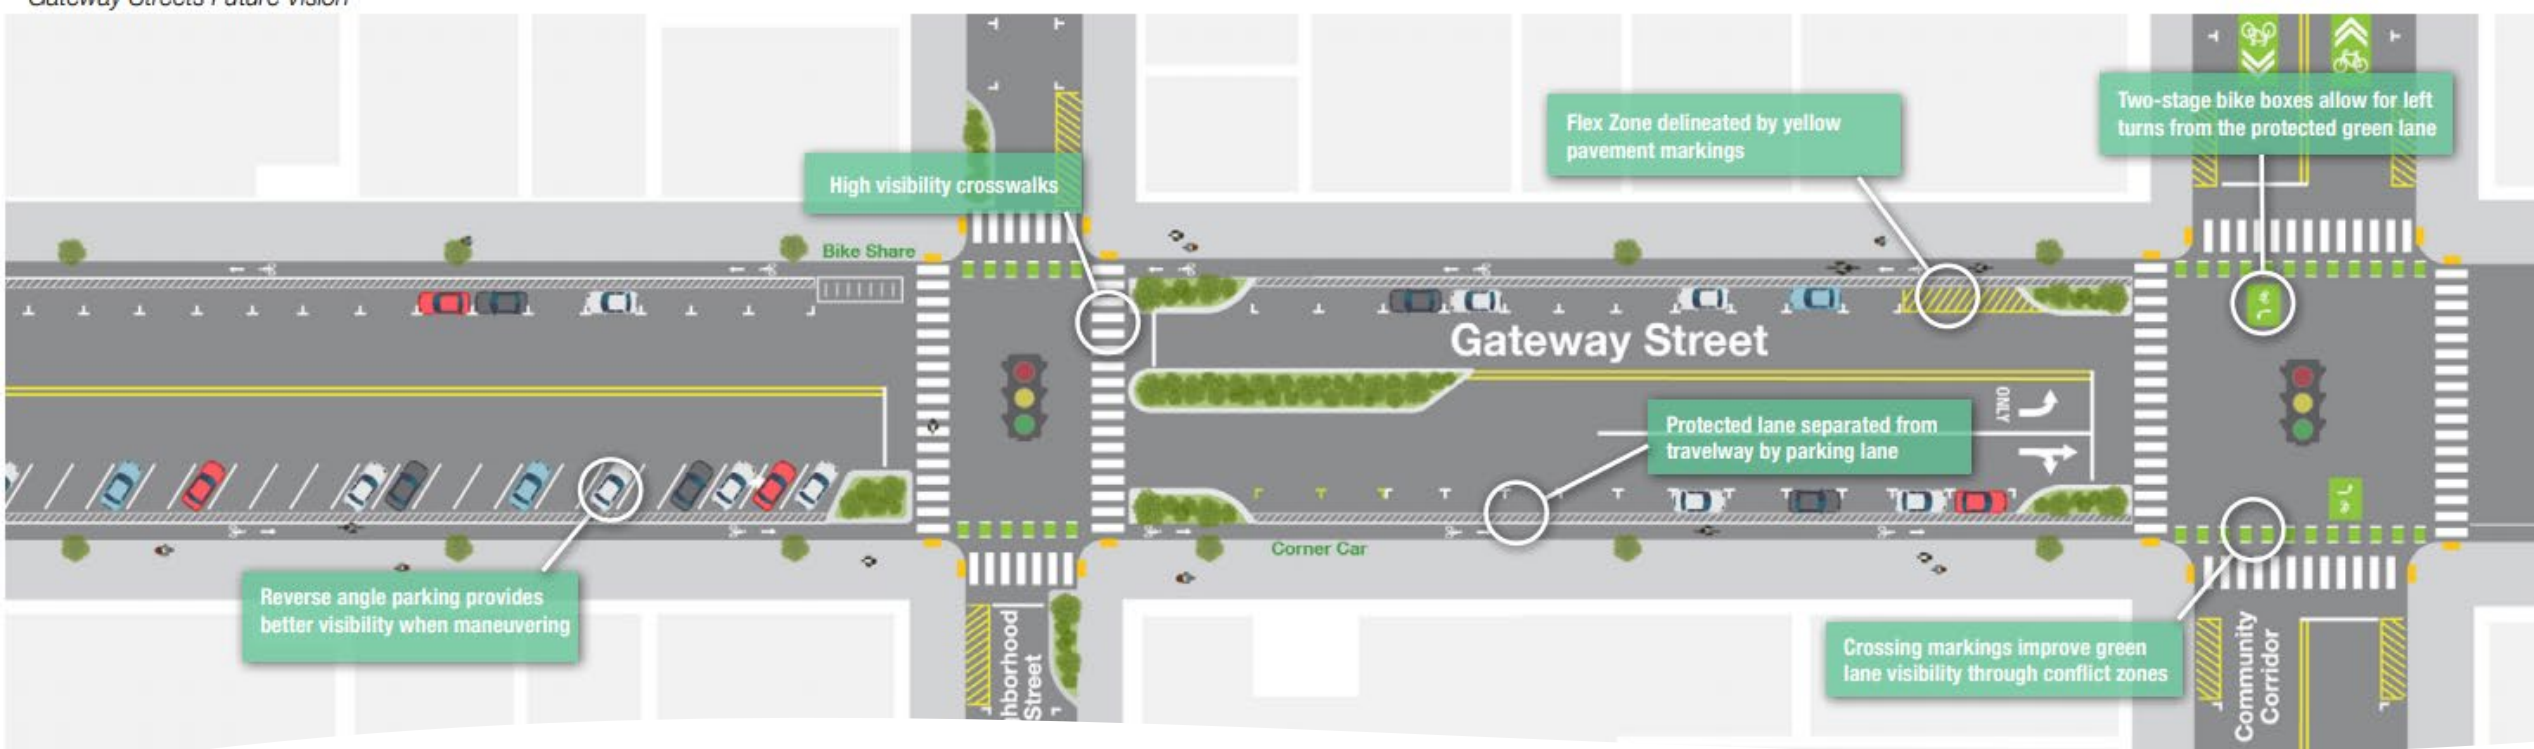 Gateway Streets Future Vision
High visibility crosswalks
Flex Zone delineated by yellow
pavement markings
Two-stage bike boxes allow for left
turns from the protected green lane
Bike Share
Gateway Street
ONLY
Protected lane separated from
travelway by parking lane
Corner Car
Reverse angle parking provides
better visibility when maneuvering
hborhood
Street
Crossing markings improve green
lane visibility through conflict zones
Community
Corridor